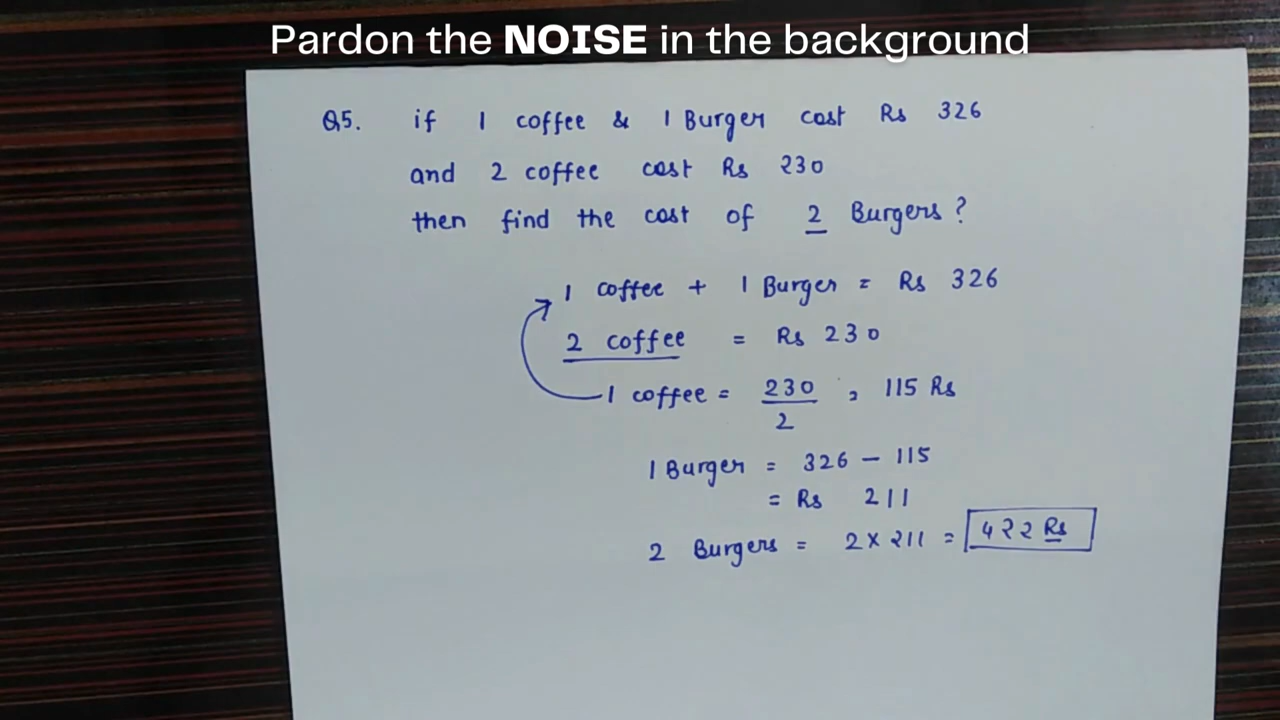 Pardon the NOISE in the background
Q5. if 1 coffee & 1 Burger cost Rs 326
and 2 coffee cost Rs 230
then find the cost of 2 Burgers?
1 coffee + 1 Burger = Rs 326
2 coffee = Rs 230
1 coffee = 230/2 , 115 Rs
1 Burger = 326 - 115
= Rs 211
2 Burgers = 2 x 211 = 422 Rs